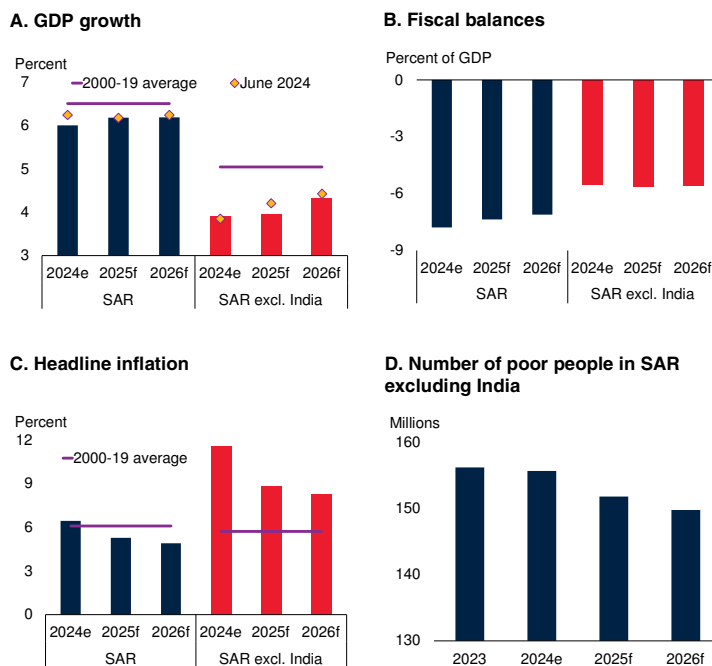 A. GDP growth
Percent
7
2000-19 average
June 2024
6
5
4
3
2024e 2025f 2026f 2024e 2025f 2026f
SAR SAR excl. India
B. Fiscal balances
Percent of GDP
0
-3
-6
-9
2024e 2025f 2026f 2024e 2025f 2026f
SAR SAR excl. India
C. Headline inflation
Percent
12
2000-19 average
9
6
3
0
2024e 2025f 2026f 2024e 2025f 2026f
SAR SAR excl. India
D. Number of poor people in SAR
excluding India
Millions
160
150
140
130
2023 2024e 2025f 2026f